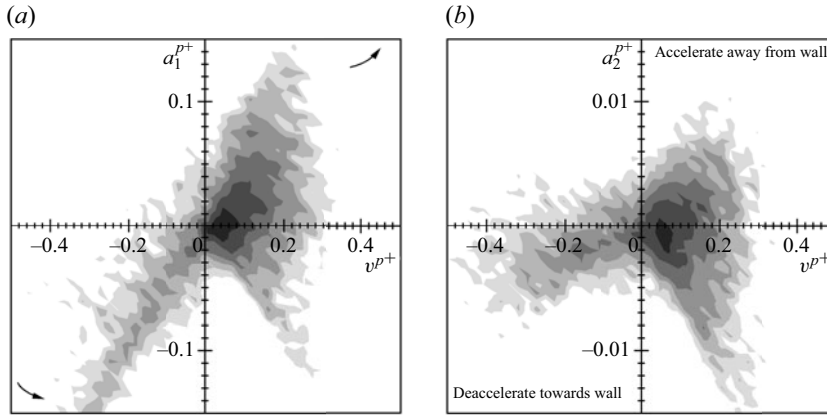 (a)
(b)
a₁ᵖ⁺
0.1
−0.4
−0.2
0
0.2
0.4
vᵖ⁺
−0.1
a₂ᵖ⁺
Accelerate away from wall
0.01
−0.4
−0.2
0
0.2
0.4
vᵖ⁺
−0.01
Deaccelerate towards wall